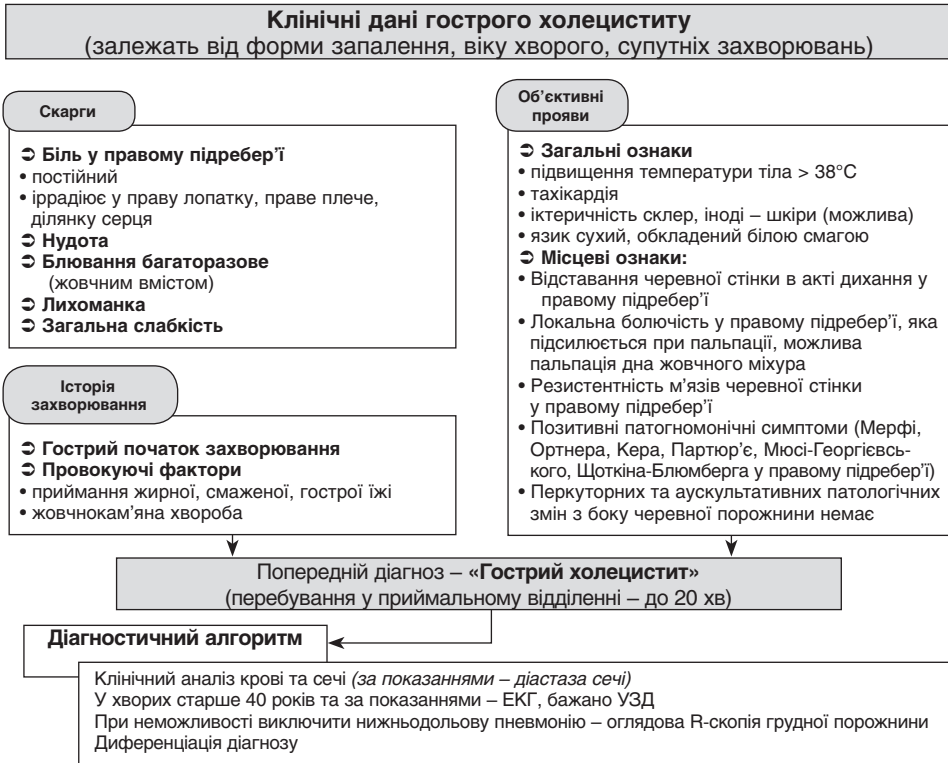 Клінічні дані гострого холециститу
(залежать від форми запалення, віку хворого, супутніх захворювань)
Скарги
➲ Біль у правому підребер’ї
• постійний
• іррадіює у праву лопатку, праве плече,
ділянку серця
➲ Нудота
➲ Блювання багаторазове
(жовчним вмістом)
➲ Лихоманка
➲ Загальна слабкість
Історія
захворювання
➲ Гострий початок захворювання
➲ Провокуючі фактори
• приймання жирної, смаженої, гострої їжі
• жовчнокам’яна хвороба
Об’єктивні
прояви
➲ Загальні ознаки
• підвищення температури тіла > 38°С
• тахікардія
• іктеричність склер, іноді – шкіри (можлива)
• язик сухий, обкладений білою смагою
➲ Місцеві ознаки:
• Відставання черевної стінки в акті дихання у
правому підребер’ї
• Локальна болючість у правому підребер’ї, яка
підсилюється при пальпації, можлива
пальпація дна жовчного міхура
• Резистентність м’язів черевної стінки
у правому підребер’ї
• Позитивні патогномонічні симптоми (Мерфі,
Ортнера, Кера, Партюр’є, Мюсі-Георгієвсь-
кого, Щоткіна-Блюмберга у правому підребер’ї)
• Перкуторних та аускультативних патологічних
змін з боку черевної порожнини немає
Попередній діагноз – «Гострий холецистит»
(перебування у приймальному відділенні – до 20 хв)
Діагностичний алгоритм
Клінічний аналіз крові та сечі (за показаннями – діастаза сечі)
У хворих старше 40 років та за показаннями – ЕКГ, бажано УЗД
При неможливості виключити нижньодольову пневмонію – оглядова R-скопія грудної порожнини
Диференціація діагнозу